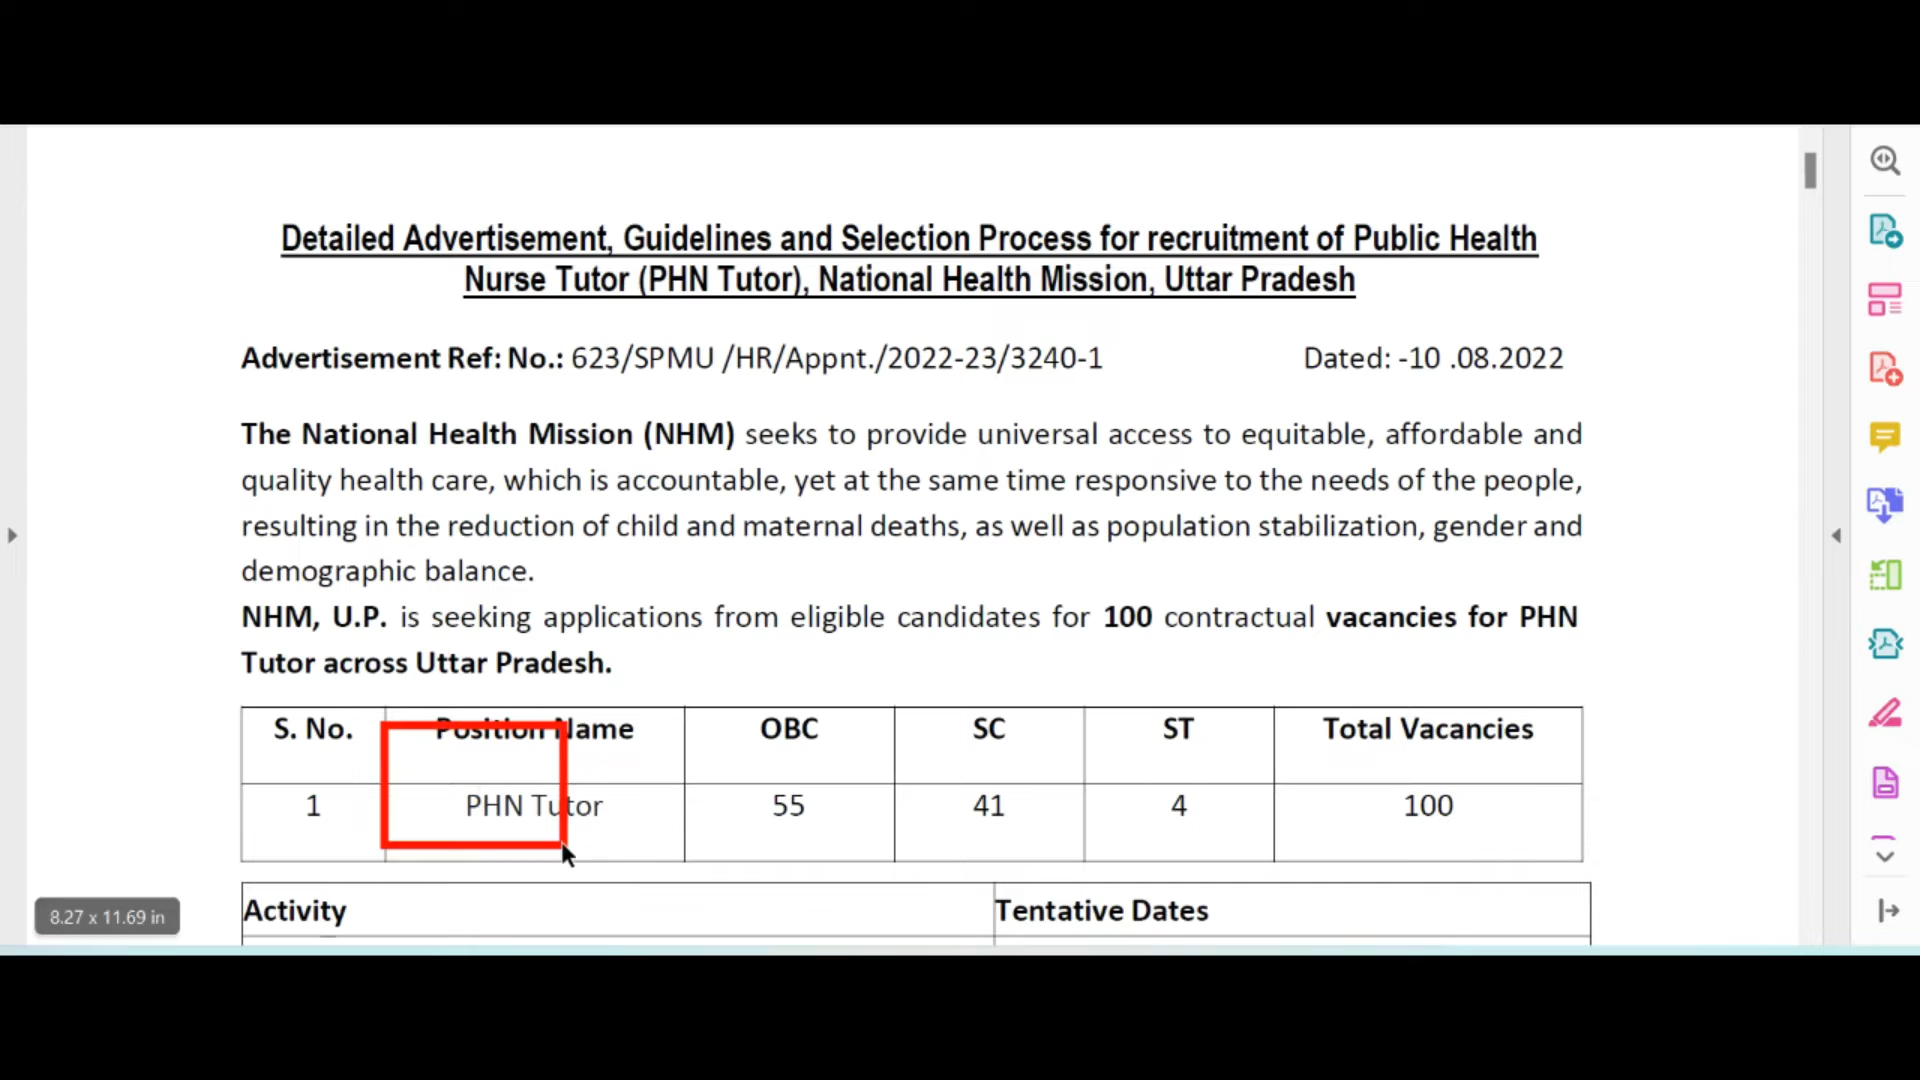 Detailed Advertisement, Guidelines and Selection Process for recruitment of Public Health
Nurse Tutor (PHN Tutor), National Health Mission, Uttar Pradesh
Advertisement Ref: No.: 623/SPMU /HR/Appnt./2022-23/3240-1 Dated: -10 .08.2022
The National Health Mission (NHM) seeks to provide universal access to equitable, affordable and
quality health care, which is accountable, yet at the same time responsive to the needs of the people,
resulting in the reduction of child and maternal deaths, as well as population stabilization, gender and
demographic balance.
NHM, U.P. is seeking applications from eligible candidates for 100 contractual vacancies for PHN
Tutor across Uttar Pradesh.
S. No. Position Name OBC SC ST Total Vacancies
1 PHN Tutor 55 41 4 100
Activity Tentative Dates
8.27 x 11.69 in